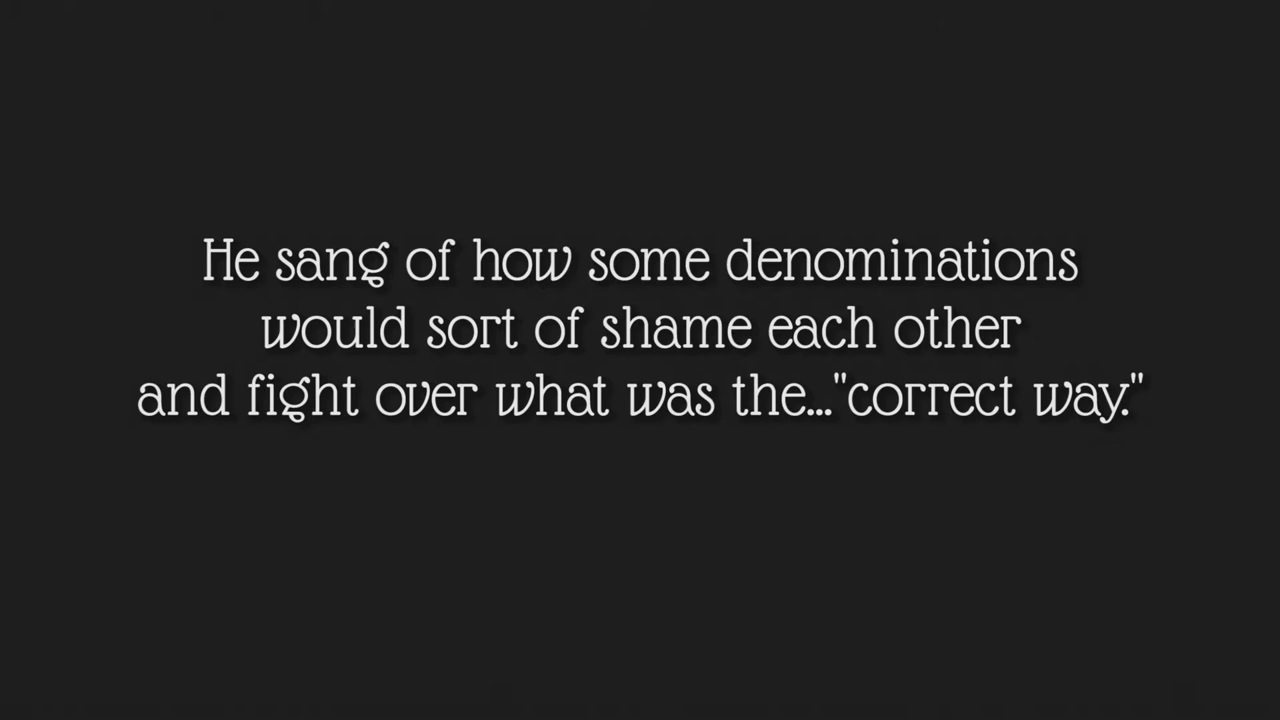 He sang of how some denominations
would sort of shame each other
and fight over what was the..."correct way."